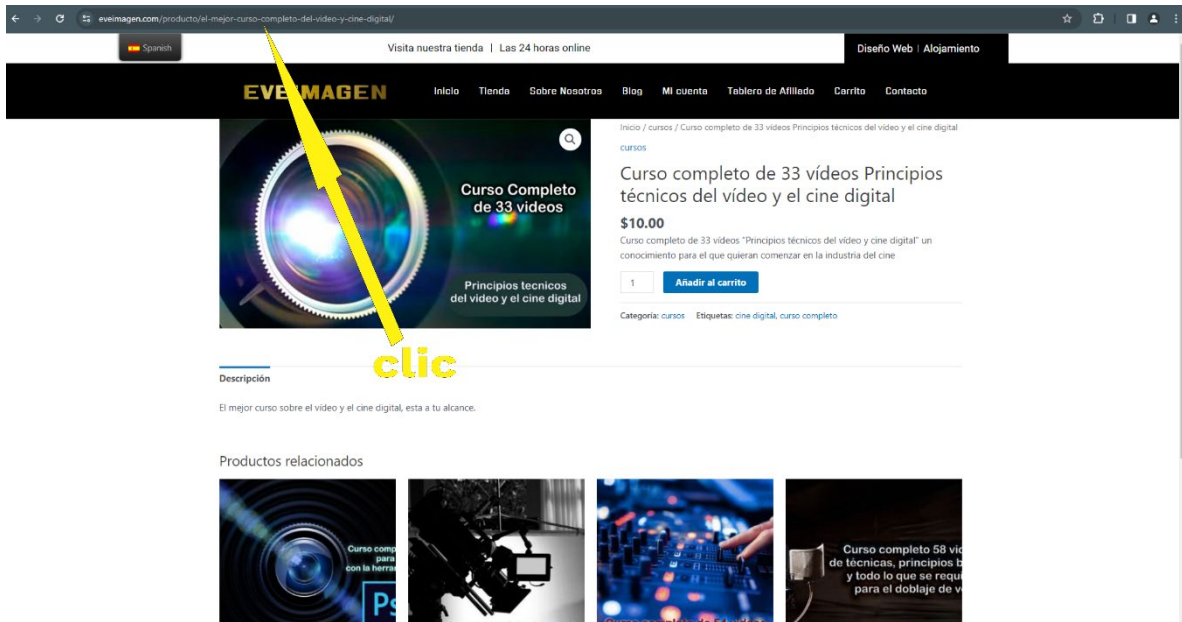 eveimagen.com/producto/el-mejor-curso-completo-del-video-y-cine-digital/
Spanish
Visita nuestra tienda | Las 24 horas online
Diseño Web | Alojamiento
EVEIMAGEN
Inicio Tienda Sobre Nosotros Blog Mi cuenta Tablero de Afiliado Carrito Contacto
Inicio / cursos / Curso completo de 33 vídeos Principios técnicos del vídeo y el cine digital
cursos
Curso completo de 33 vídeos Principios
técnicos del vídeo y el cine digital
$10.00
Curso completo de 33 vídeos "Principios técnicos del vídeo y cine digital" un
conocimiento para el que quieran comenzar en la industria del cine
1 Añadir al carrito
Categoría: cursos Etiquetas: cine digital, curso completo
Curso Completo
de 33 videos
Principios tecnicos
del video y el cine digital
clic
Descripción
El mejor curso sobre el vídeo y el cine digital, esta a tu alcance.
Productos relacionados
Curso comp
para
con la herra
Ps
Curso completo 58 vid
de técnicas, principios b
y todo lo que se requi
para el doblaje de v